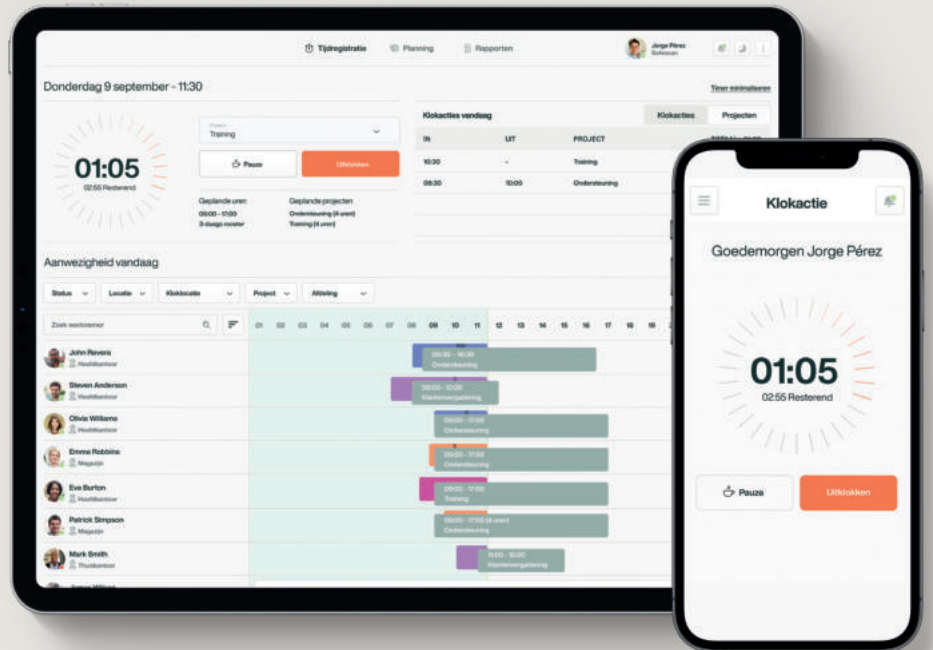 Tijdregistratie
Planning
Rapporten
Jorge Pérez
Donderdag 9 september - 11:30
Timer minimaliseren
01:05
02:55 Resterend
Training
Pauze
Uitklokken
Geplande uren:
09:00 - 17:00
3-daags rooster
Geplande projecten
Ondersteuning (4 uren)
Training (4 uren)
Klokacties vandaag
Klokacties
Projecten
IN
UIT
PROJECT
10:30
-
Training
08:30
10:00
Ondersteuning
Aanwezigheid vandaag
Status
Locatie
Kloklocatie
Project
Afdeling
Zoek werknemer
01 02 03 04 05 06 07 08 09 10 11 12 13 14 15 16 17 18 19
John Revera
Hoofdkantoor
09:30 - 16:30
Ondersteuning
Steven Anderson
Hoofdkantoor
09:00 - 12:00
Klantenvergadering
Olivia Williams
Hoofdkantoor
09:00 - 17:00
Ondersteuning
Emma Robbins
Magazijn
09:00 - 17:00
Ondersteuning
Eve Burton
Hoofdkantoor
09:00 - 17:00
Training
Patrick Simpson
Magazijn
09:00 - 17:00 (8 uren)
Ondersteuning
Mark Smith
Thuiskantoor
11:00 - 15:00
Klantenvergadering
Klokactie
Goedemorgen Jorge Pérez
01:05
02:55 Resterend
Pauze
Uitklokken